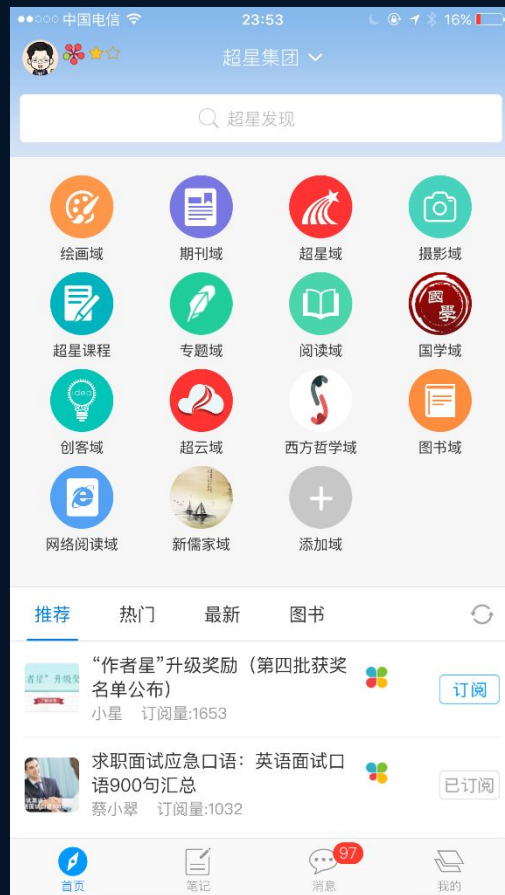 中国电信
23:53
16%
超星集团
超星发现
绘画域
期刊域
超星域
摄影域
國學
超星课程
专题域
阅读域
国学域
idea
创客域
超云域
西方哲学域
图书域
网络阅读域
新儒家域
添加域
推荐
热门
最新
图书
“作者星”升级奖励（第四批获奖
名单公布）
小星 订阅量:1653
订阅
求职面试应急口语：英语面试口
语900句汇总
蔡小翠 订阅量:1032
已订阅
97
首页
笔记
消息
我的